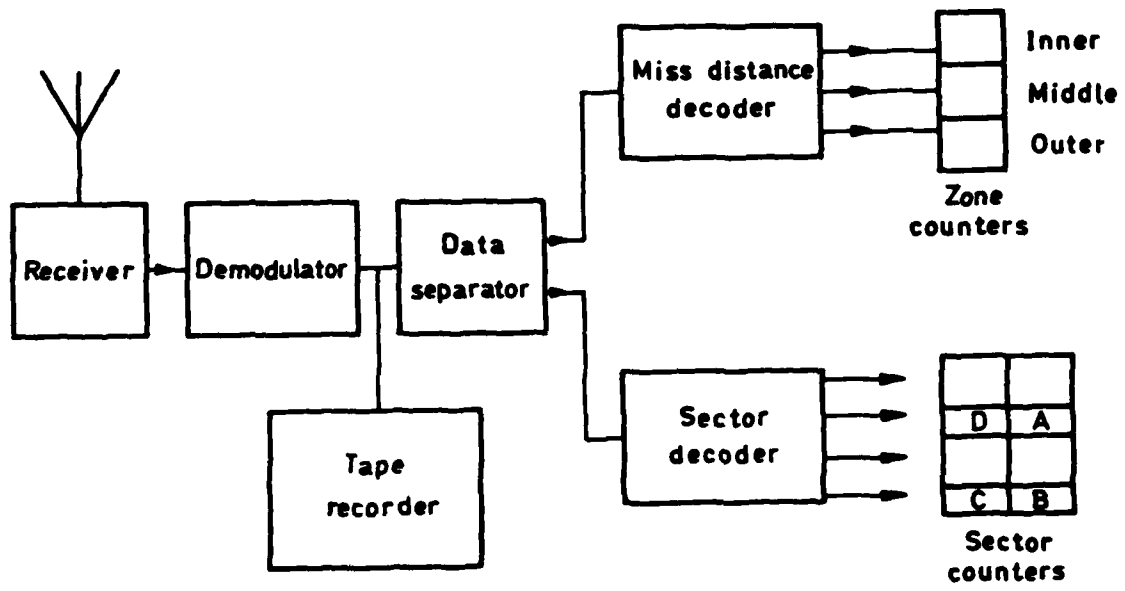 Receiver
Demodulator
Data
separator
Tape
recorder
Miss distance
decoder
Inner
Middle
Outer
Zone
counters
Sector
decoder
D A
C B
Sector
counters